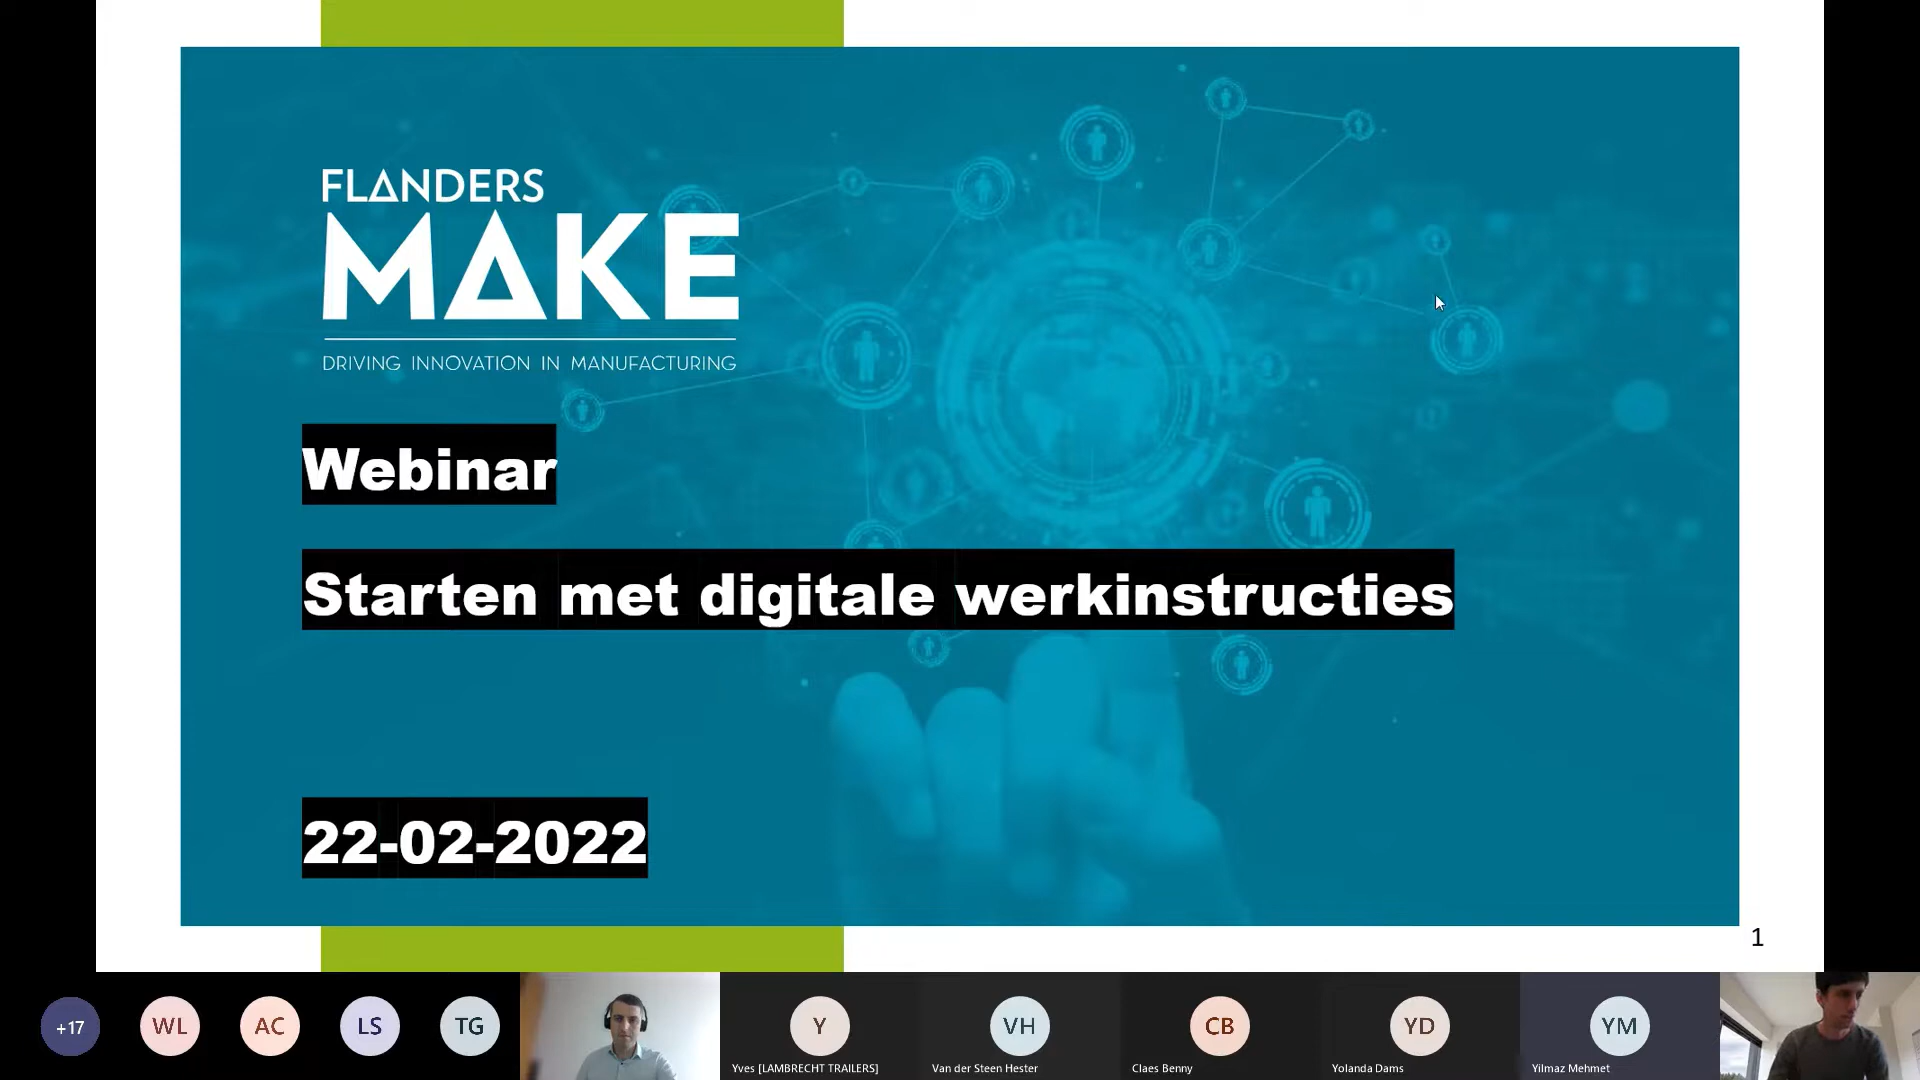 FLANDERS
MAKE
DRIVING INNOVATION IN MANUFACTURING
Webinar
Starten met digitale werkinstructies
22-02-2022
1
+17
WL
AC
LS
TG
Y
VH
CB
YD
YM
Yves [LAMBRECHT TRAILERS]
Van der Steen Hester
Claes Benny
Yolanda Dams
Yilmaz Mehmet